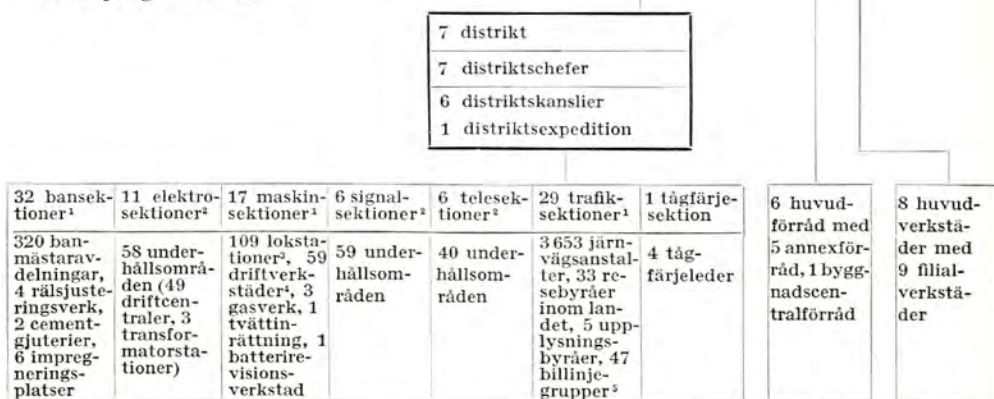 7 distrikt
7 distriktschefer
6 distriktskanslier
1 distriktsexpedition
32 bansek-
tioner¹
320 ban-
mästarav-
delningar,
4 rälsjuste-
ringsverk,
2 cement-
gjuterier,
6 impreg-
nerings-
platser
11 elektro-
sektioner²
58 under-
hållsområ-
den (49
driftcen-
traler, 3
transfor-
matorsta-
tioner)
17 maskin-
sektioner¹
109 loksta-
tioner³, 59
driftverk-
städer⁴, 3
gasverk, 1
tvättin-
rättning, 1
batterire-
visions-
verkstad
6 signal-
sektioner²
59 under-
hållsom-
råden
6 telesek-
tioner²
40 under-
hållsom-
råden
29 trafik-
sektioner¹
3 653 järn-
vägsanstal-
ter, 33 re-
sebyråer
inom lan-
det, 5 upp-
lysnings-
byråer, 47
billinje-
grupper⁵
1 tågfärje-
sektion
4 tåg-
färjeleder
6 huvud-
förråd med
5 annexför-
råd, 1 bygg-
nadscen-
tralförråd
8 huvud-
verkstä-
der med
9 filial-
verkstä-
der